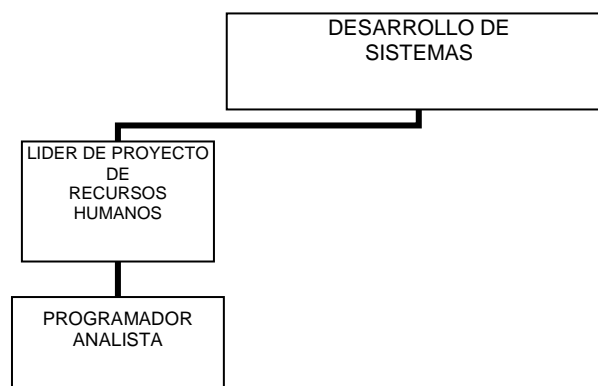 DESARROLLO DE
SISTEMAS
LIDER DE PROYECTO
DE
RECURSOS
HUMANOS
PROGRAMADOR
ANALISTA